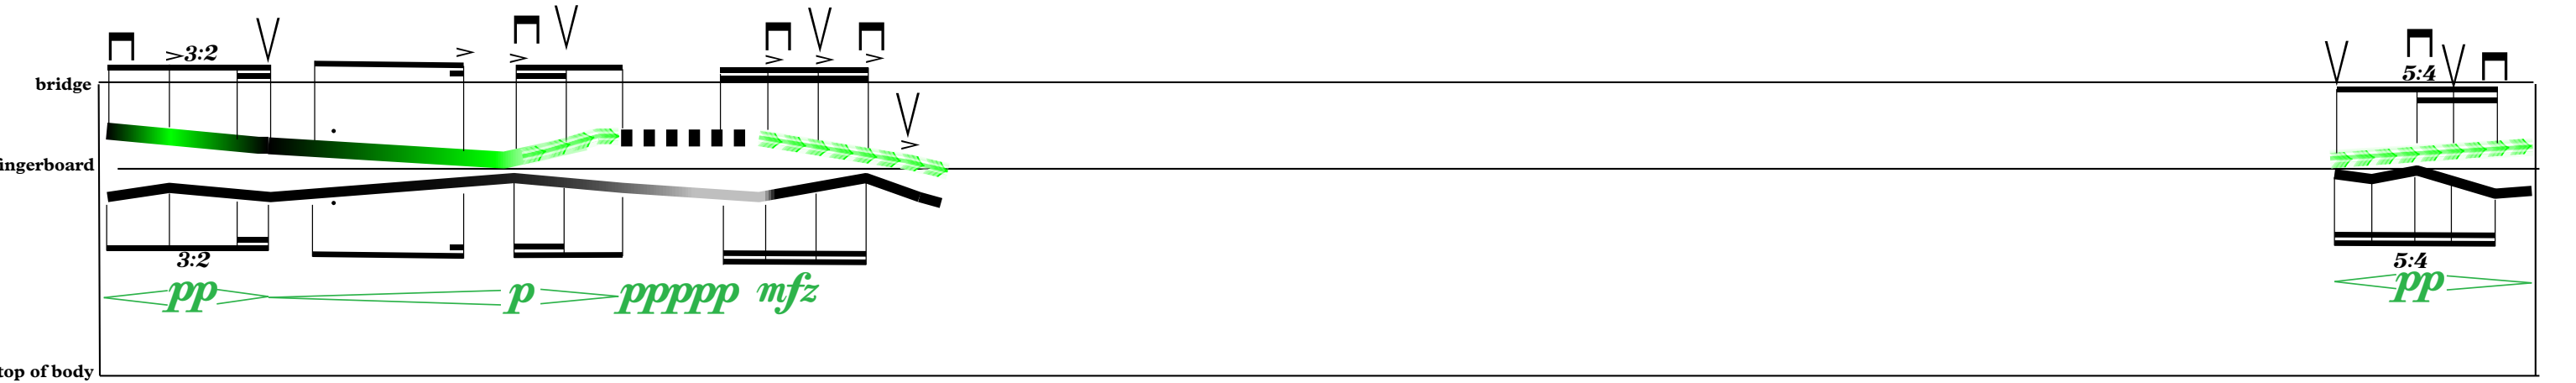 3:2
5:4
bridge
ingerboard
3:2
5:4
pp p ppppp mfz pp
top of body